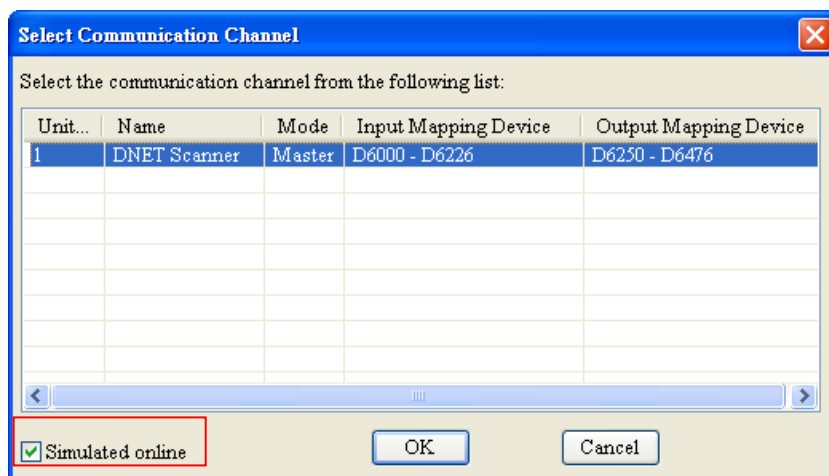 Select Communication Channel
Select the communication channel from the following list:
Unit... Name Mode Input Mapping Device Output Mapping Device
1 DNET Scanner Master D6000 - D6226 D6250 - D6476
Simulated online OK Cancel